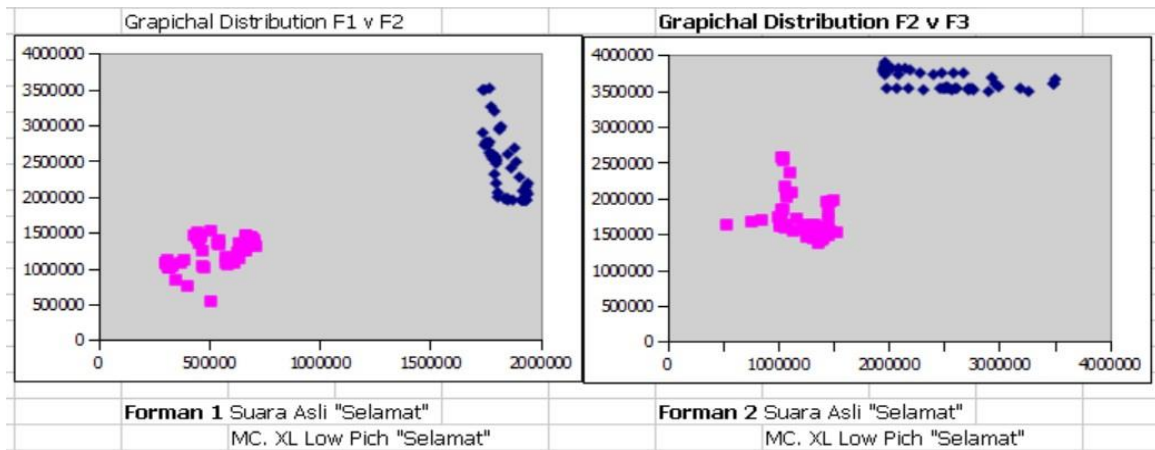 Grapichal Distribution F1 v F2
4000000
3500000
3000000
2500000
2000000
1500000
1000000
500000
0
0 500000 1000000 1500000 2000000
Forman 1 Suara Asli "Selamat"
MC. XL Low Pich "Selamat"
Grapichal Distribution F2 v F3
4000000
3500000
3000000
2500000
2000000
1500000
1000000
500000
0
0 1000000 2000000 3000000 4000000
Forman 2 Suara Asli "Selamat"
MC. XL Low Pich "Selamat"